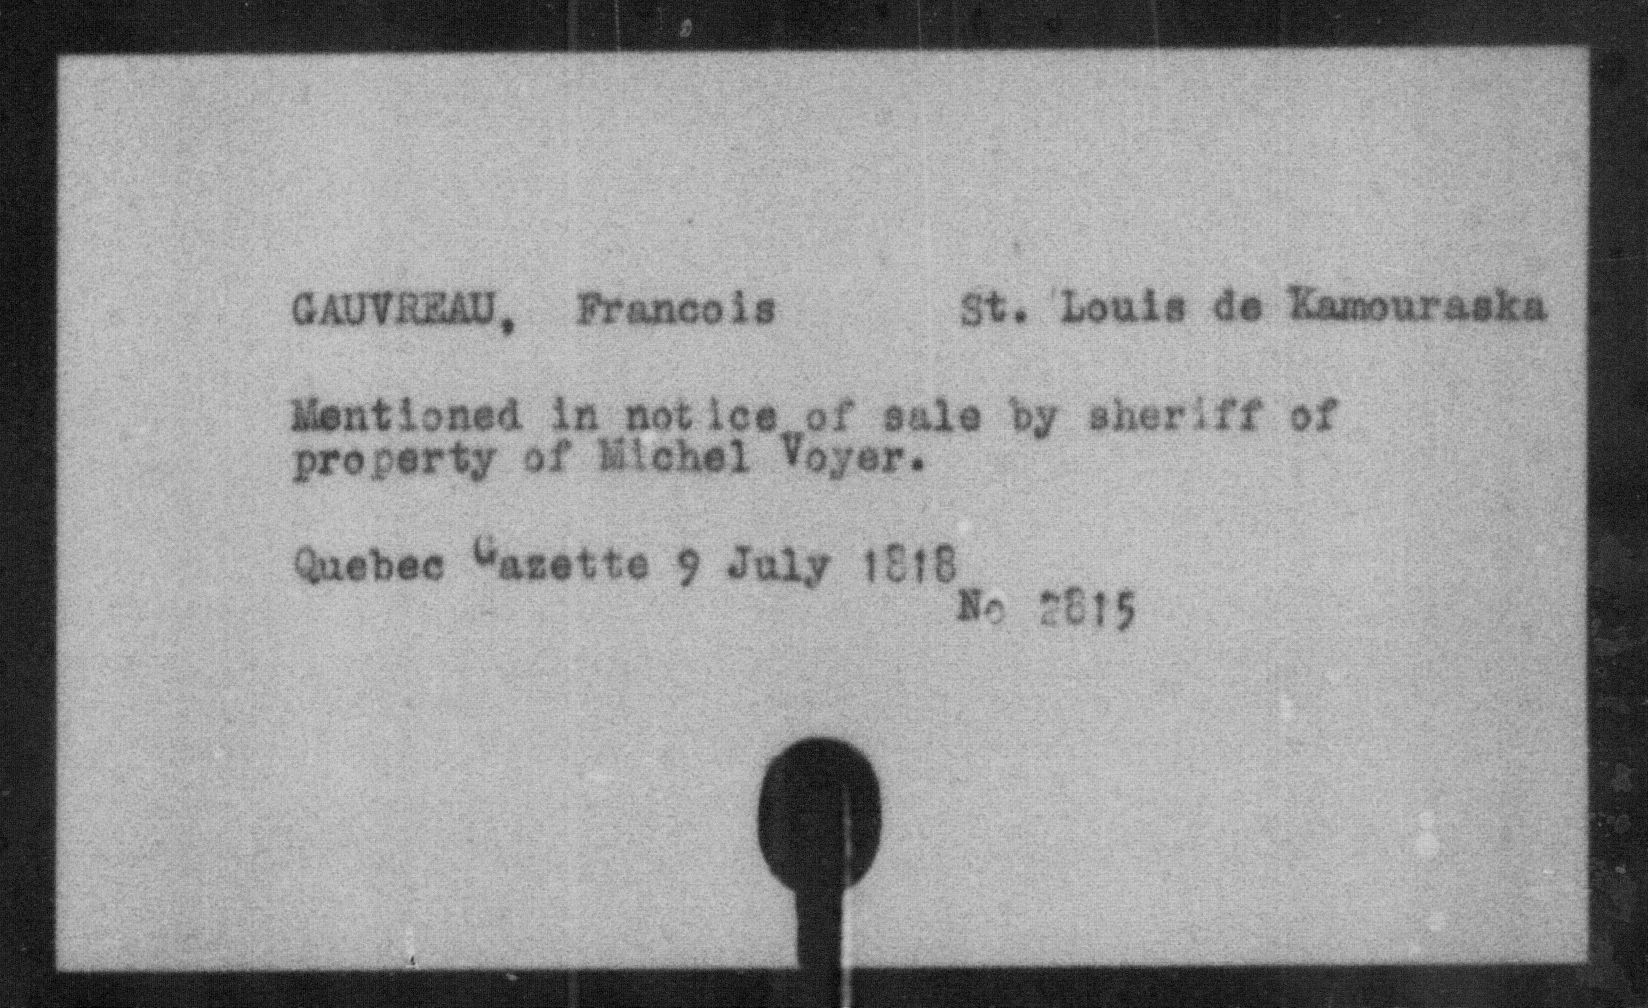 GAUVREAU, Francois St. Louis de Kamouraska
Mentioned in notice of sale by sheriff of
property of Michel Voyer.
Quebec Gazette 9 July 1818
No 2815